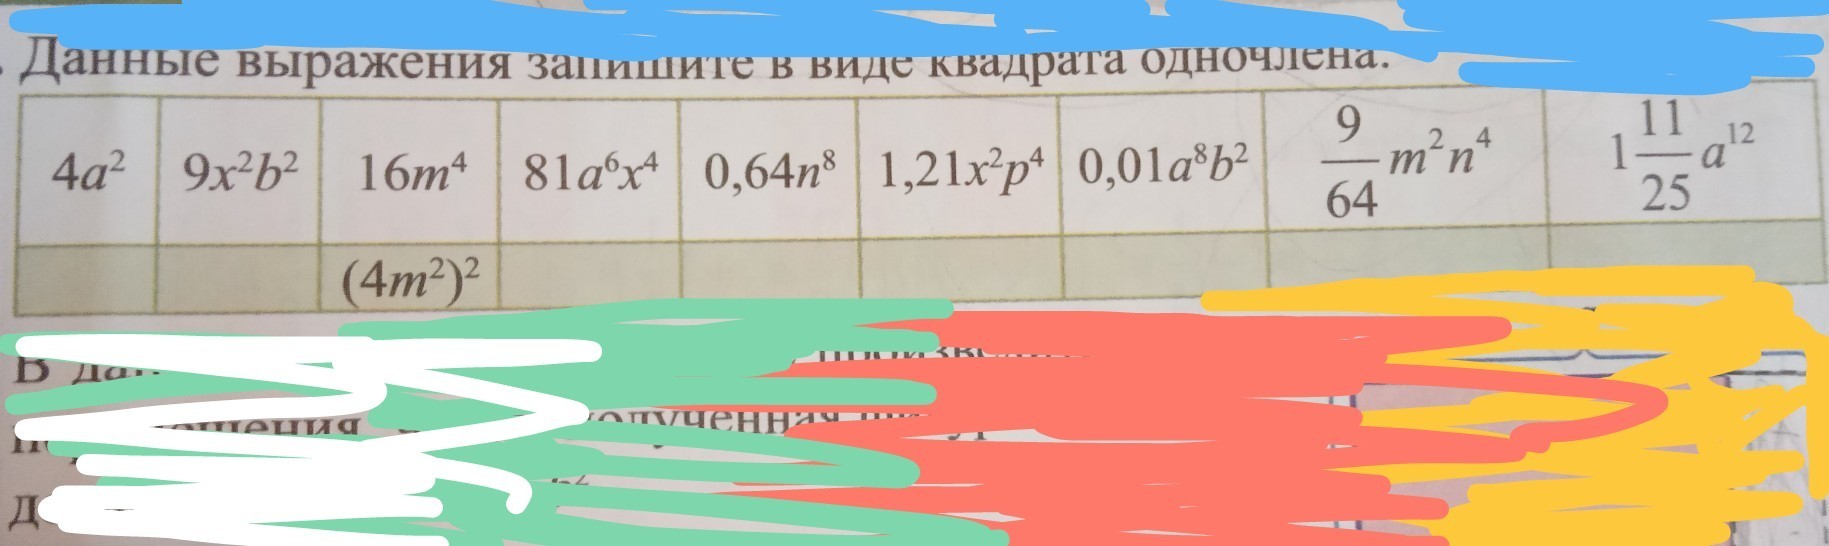 Данные выражения запишите в виде квадрата одночлена.
4a² 9x²b² 16m⁴ 81a⁶x⁴ 0,64n⁸ 1,21x²p⁴ 0,01a⁸b² 9/64 m²n⁴ 1 11/25 a¹²
(4m²)²
В
полученная